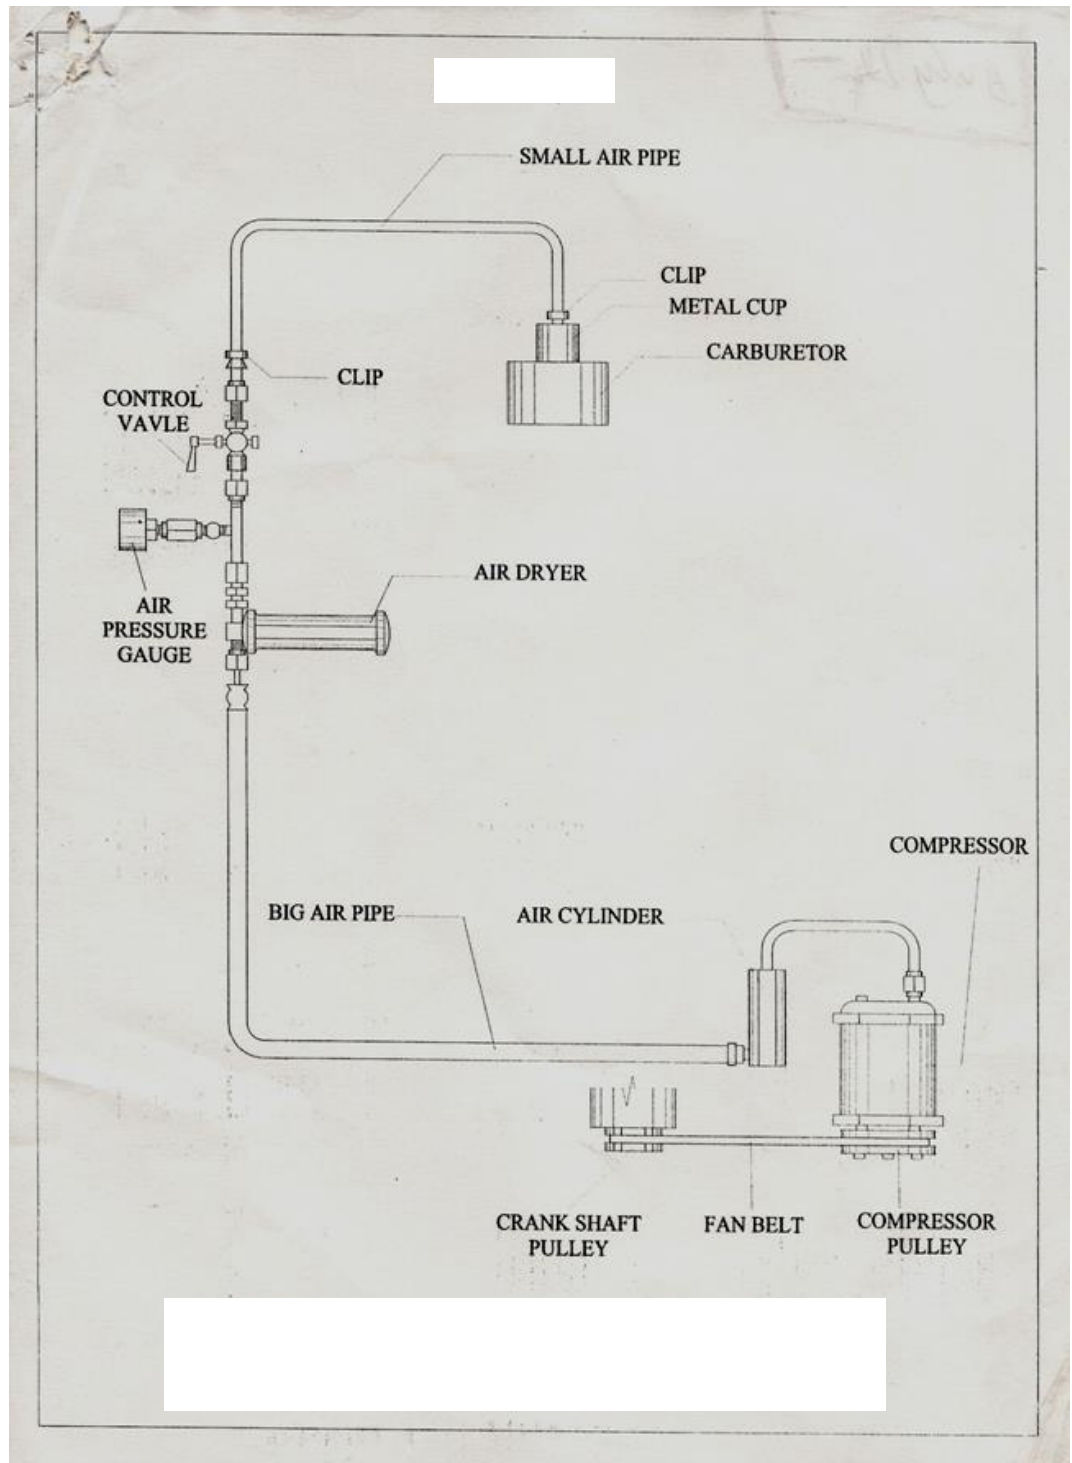 SMALL AIR PIPE
CLIP
METAL CUP
CARBURETOR
CLIP
CONTROL
VAVLE
AIR DRYER
AIR
PRESSURE
GAUGE
COMPRESSOR
BIG AIR PIPE
AIR CYLINDER
CRANK SHAFT
PULLEY
FAN BELT
COMPRESSOR
PULLEY